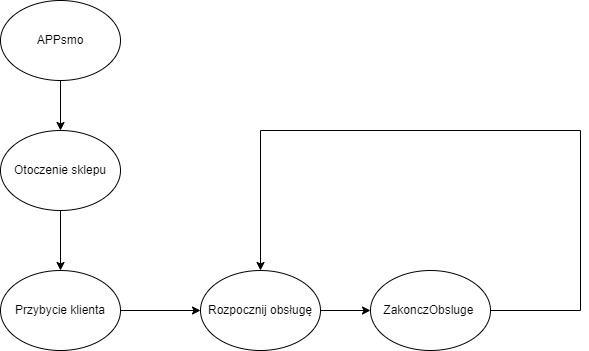 APPsmo
Otoczenie sklepu
Przybycie klienta
Rozpocznij obsługę
ZakonczObsluge